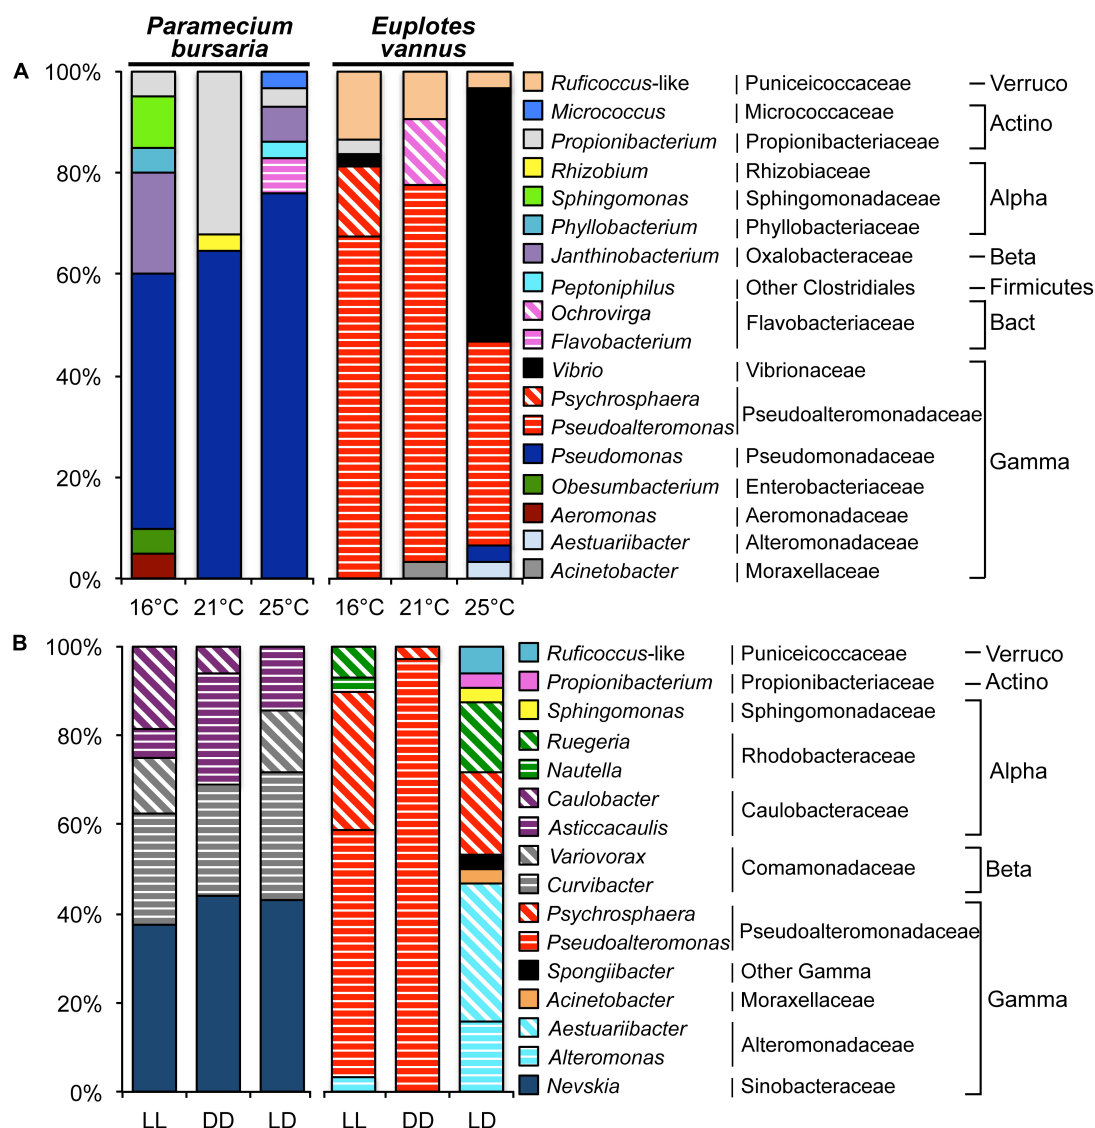 Paramecium bursaria
Euplotes vannus
A
100%
80%
60%
40%
20%
0%
16°C 21°C 25°C
16°C 21°C 25°C
Ruficoccus-like | Puniceicoccaceae — Verruco
Micrococcus | Micrococcaceae
Actino
Propionibacterium | Propionibacteriaceae
Rhizobium | Rhizobiaceae
Sphingomonas | Sphingomonadaceae
Alpha
Phyllobacterium | Phyllobacteriaceae
Janthinobacterium | Oxalobacteraceae — Beta
Peptoniphilus | Other Clostridiales — Firmicutes
Ochrovirga
Flavobacteriaceae
Bact
Flavobacterium
Vibrio | Vibrionaceae
Psychrosphaera
Pseudoalteromonadaceae
Pseudoalteromonas
Pseudomonas | Pseudomonadaceae
Gamma
Obesumbacterium | Enterobacteriaceae
Aeromonas | Aeromonadaceae
Aestuariibacter | Alteromonadaceae
Acinetobacter | Moraxellaceae
B
100%
80%
60%
40%
20%
0%
LL DD LD
LL DD LD
Ruficoccus-like | Puniceicoccaceae — Verruco
Propionibacterium | Propionibacteriaceae - Actino
Sphingomonas | Sphingomonadaceae
Ruegeria
Rhodobacteraceae
Nautella
Alpha
Caulobacter
Caulobacteraceae
Asticcacaulis
Variovorax
Comamonadaceae
Beta
Curvibacter
Psychrosphaera
Pseudoalteromonadaceae
Pseudoalteromonas
Spongiibacter | Other Gamma
Acinetobacter | Moraxellaceae
Gamma
Aestuariibacter
Alteromonadaceae
Alteromonas
Nevskia | Sinobacteraceae